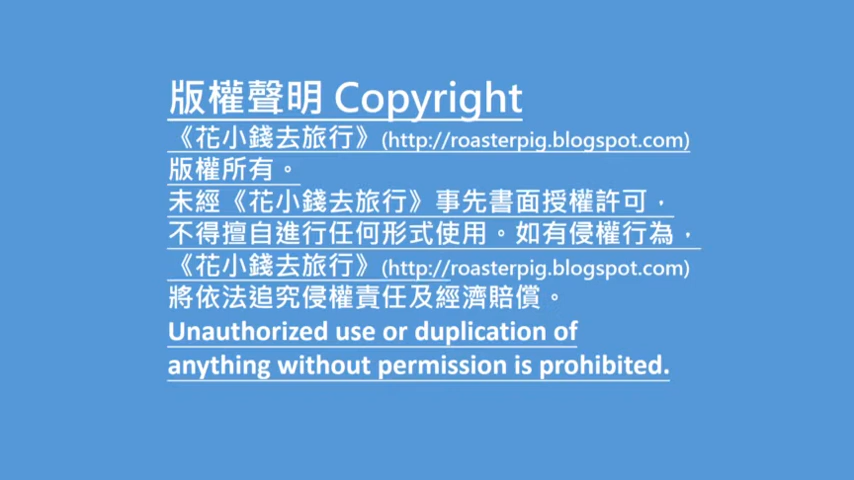 版權聲明 Copyright
《花小錢去旅行》(http://roasterpig.blogspot.com)
版權所有。
未經《花小錢去旅行》事先書面授權許可，
不得擅自進行任何形式使用。如有侵權行為，
《花小錢去旅行》(http://roasterpig.blogspot.com)
將依法追究侵權責任及經濟賠償。
Unauthorized use or duplication of
anything without permission is prohibited.